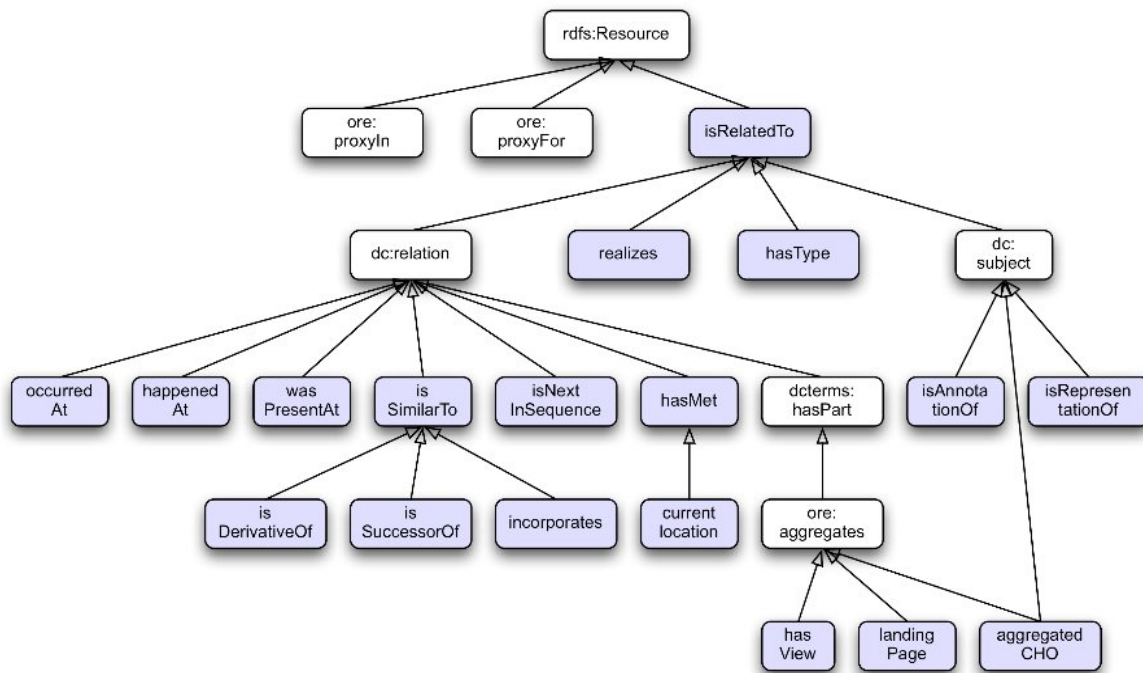 rdfs:Resource
ore:
proxyIn
ore:
proxyFor
isRelatedTo
dc:relation
realizes
hasType
dc:
subject
occurred
At
happened
At
was
PresentAt
is
SimilarTo
isNext
InSequence
hasMet
dcterms:
hasPart
isAnnota
tionOf
isRepresen
tationOf
is
DerivativeOf
is
SuccessorOf
incorporates
current
location
ore:
aggregates
has
View
landing
Page
aggregated
CHO